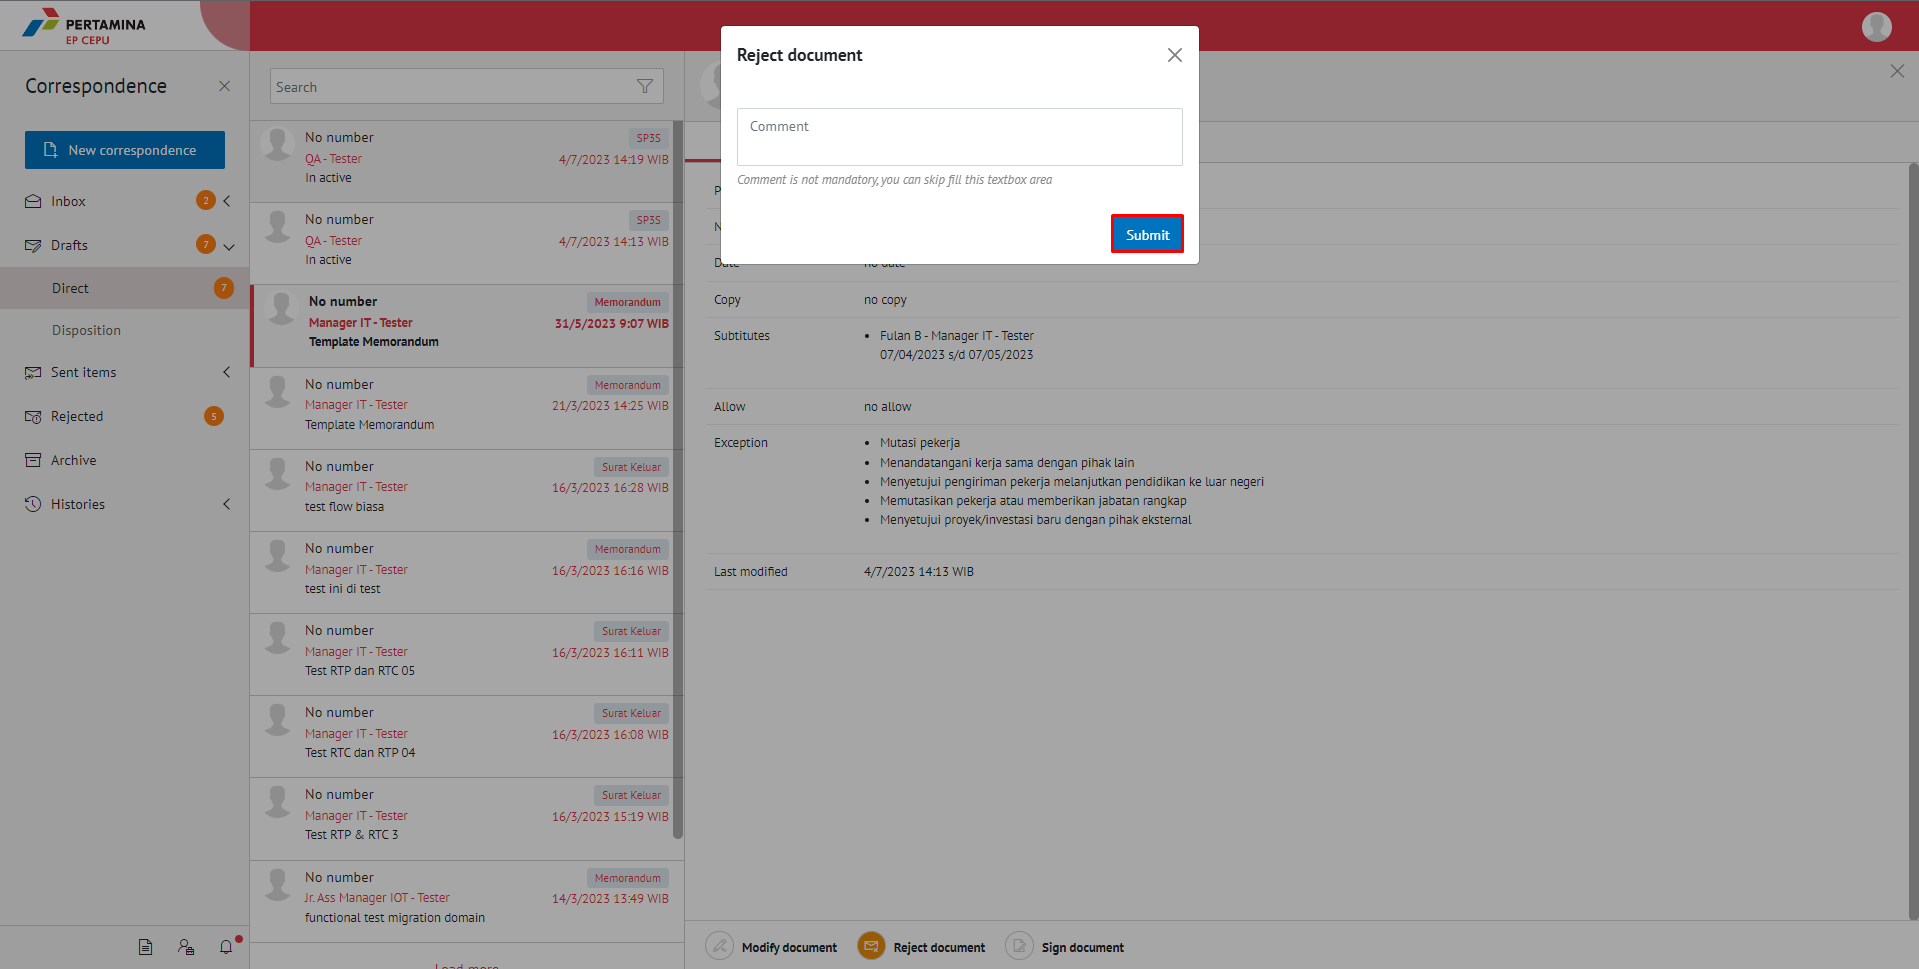 PERTAMINA
EP CEPU
Correspondence
New correspondence
Inbox 2
Drafts 7
Direct 7
Disposition
Sent items
Rejected 5
Archive
Histories
Search
No number SP3S
QA - Tester 4/7/2023 14:19 WIB
In active
No number SP3S
QA - Tester 4/7/2023 14:13 WIB
In active
No number Memorandum
Manager IT - Tester 31/5/2023 9:07 WIB
Template Memorandum
No number Memorandum
Manager IT - Tester 21/3/2023 14:25 WIB
Template Memorandum
No number Surat Keluar
Manager IT - Tester 16/3/2023 16:28 WIB
test flow biasa
No number Memorandum
Manager IT - Tester 16/3/2023 16:16 WIB
test ini di test
No number Surat Keluar
Manager IT - Tester 16/3/2023 16:11 WIB
Test RTP dan RTC 05
No number Surat Keluar
Manager IT - Tester 16/3/2023 16:08 WIB
Test RTC dan RTP 04
No number Surat Keluar
Manager IT - Tester 16/3/2023 15:19 WIB
Test RTP & RTC 3
No number Memorandum
Jr. Ass Manager IOT - Tester 14/3/2023 13:49 WIB
functional test migration domain
Load more
Reject document
Comment
Comment is not mandatory, you can skip fill this textbox area
Submit
Date no date
Copy no copy
Subtitutes • Fulan B - Manager IT - Tester
07/04/2023 s/d 07/05/2023
Allow no allow
Exception • Mutasi pekerja
• Menandatangani kerja sama dengan pihak lain
• Menyetujui pengiriman pekerja melanjutkan pendidikan ke luar negeri
• Memutasikan pekerja atau memberikan jabatan rangkap
• Menyetujui proyek/investasi baru dengan pihak eksternal
Last modified 4/7/2023 14:13 WIB
Modify document Reject document Sign document